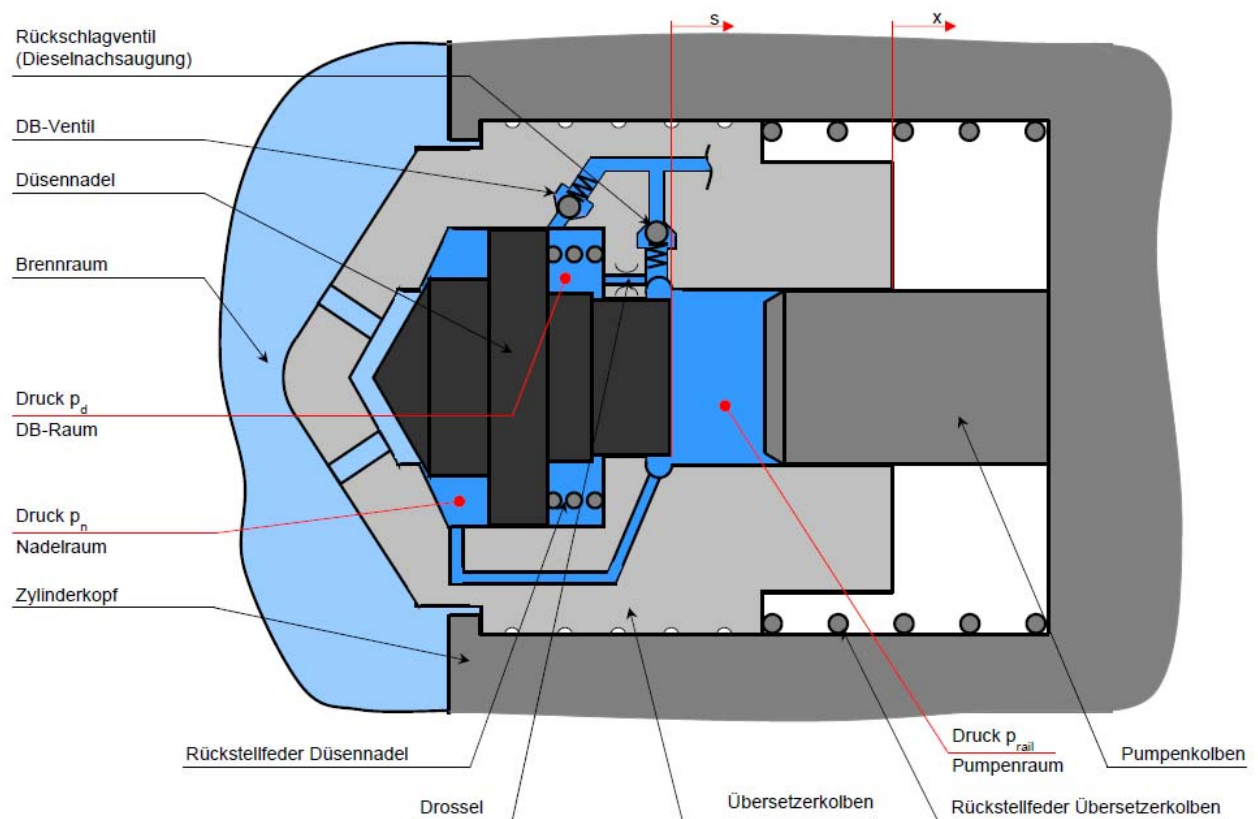 s
x
Rückschlagventil
(Dieselnachsaugung)
DB-Ventil
Düsennadel
Brennraum
Druck p_d
DB-Raum
Druck p_n
Nadelraum
Zylinderkopf
Rückstellfeder Düsennadel
Drossel
Übersetzerkolben
Druck p_rail
Pumpenraum
Rückstellfeder Übersetzerkolben
Pumpenkolben